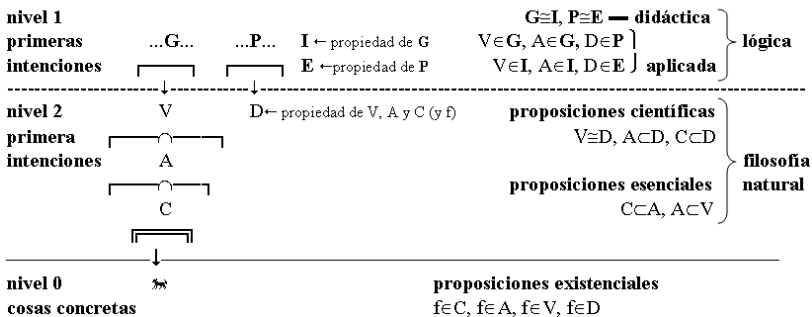 nivel 1 G≅I, P≅E — didáctica
primeras ...G... ...P... I ← propiedad de G V∈G, A∈G, D∈P lógica
intenciones E ←propiedad de P V∈I, A∈I, D∈E aplicada
nivel 2 V D← propiedad de V, A y C (y f) proposiciones científicas
primera V≅D, A⊂D, C⊂D
intenciones A filosofía
proposiciones esenciales natural
C C⊂A, A⊂V
nivel 0 proposiciones existenciales
cosas concretas f∈C, f∈A, f∈V, f∈D